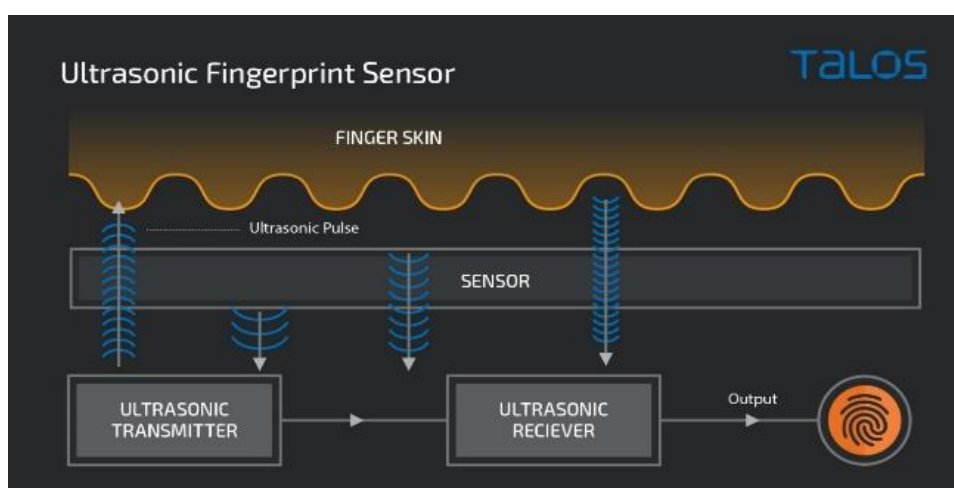 Ultrasonic Fingerprint Sensor
TALOS
FINGER SKIN
Ultrasonic Pulse
SENSOR
ULTRASONIC
TRANSMITTER
ULTRASONIC
RECIEVER
Output